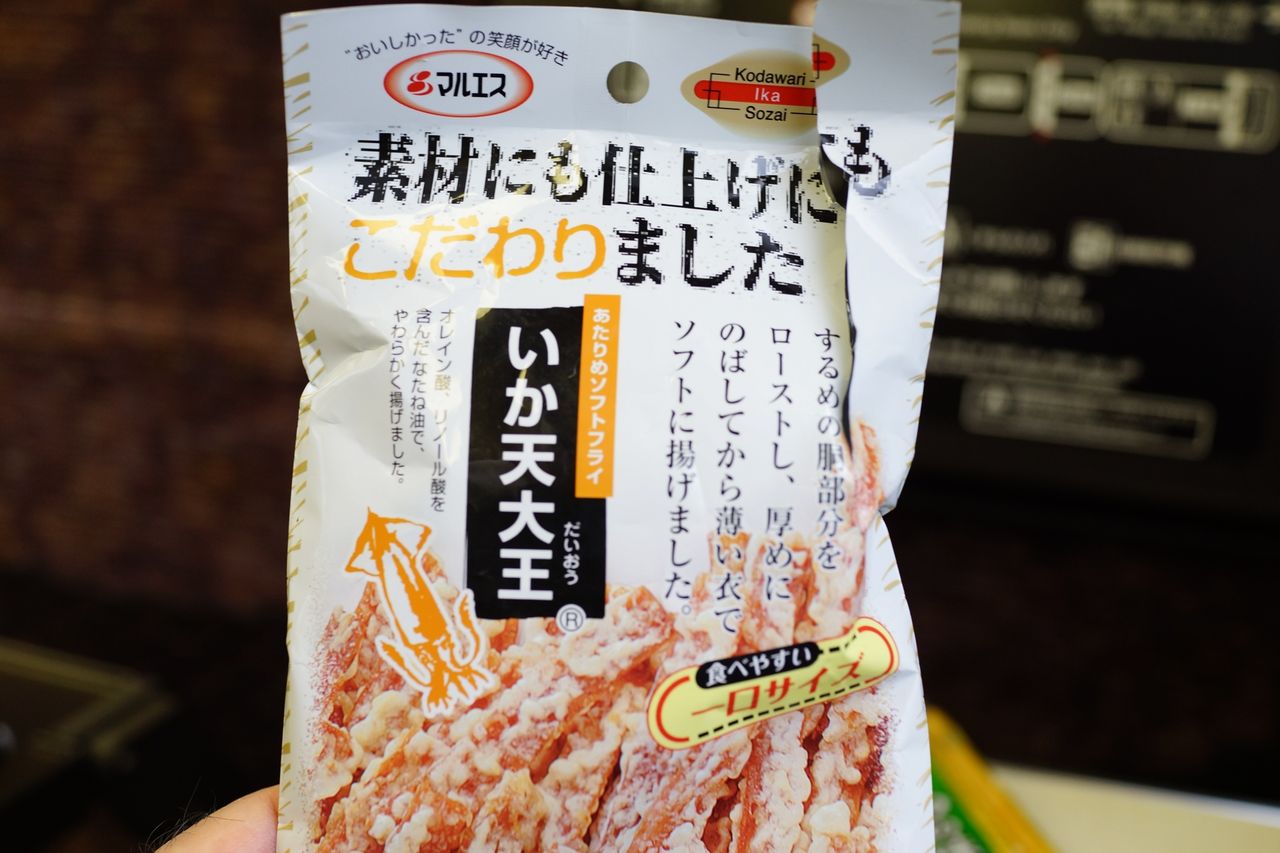 "おいしかった"の笑顔が好き
マルエス
Kodawari
Ika
Sozai
素材にも仕上げにも
こだわりました
するめの胴部分を
ローストし、厚めに
のばしてから薄い衣で
ソフトに揚げました。
あたりめソフトフライ
いか天大王
だいおう
®
オレイン酸、リノール酸を
含んだなたね油で、
やわらかく揚げました。
食べやすい
一口サイズ